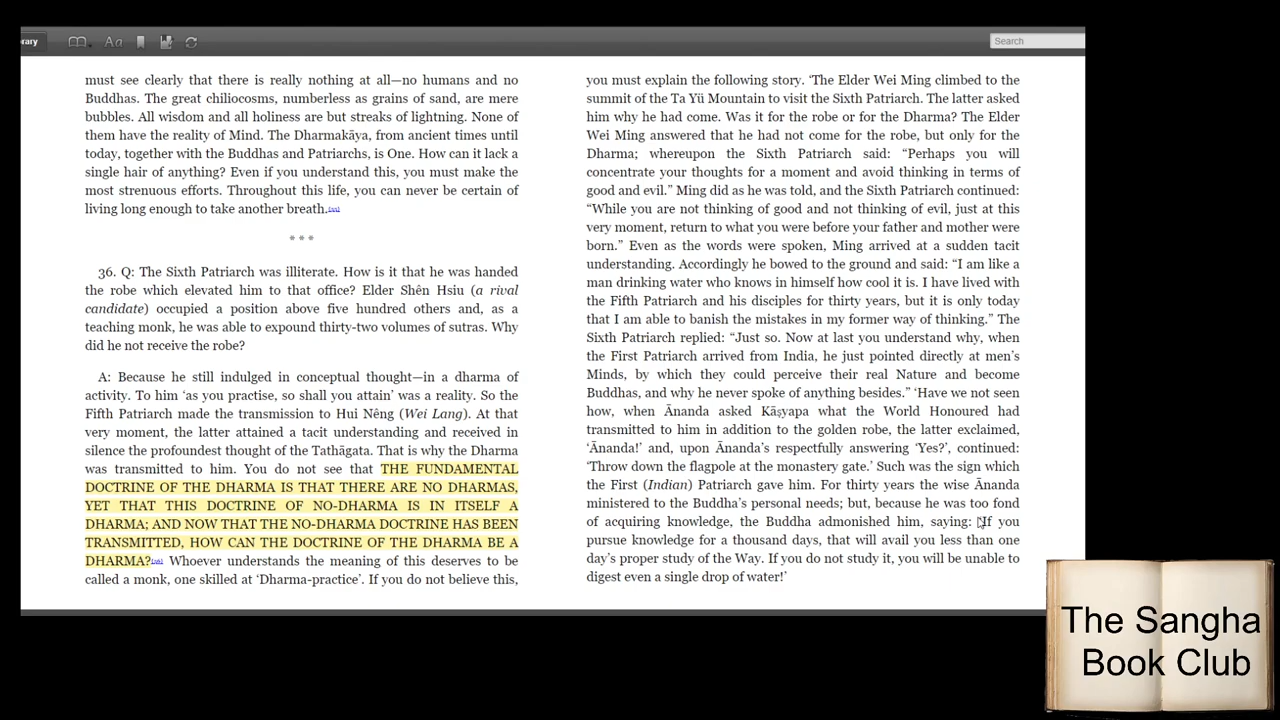 rary
Aa
Search
must see clearly that there is really nothing at all—no humans and no
Buddhas. The great chiliocosms, numberless as grains of sand, are mere
bubbles. All wisdom and all holiness are but streaks of lightning. None of
them have the reality of Mind. The Dharmakāya, from ancient times until
today, together with the Buddhas and Patriarchs, is One. How can it lack a
single hair of anything? Even if you understand this, you must make the
most strenuous efforts. Throughout this life, you can never be certain of
living long enough to take another breath.
* * *
36. Q: The Sixth Patriarch was illiterate. How is it that he was handed
the robe which elevated him to that office? Elder Shên Hsiu (a rival
candidate) occupied a position above five hundred others and, as a
teaching monk, he was able to expound thirty-two volumes of sutras. Why
did he not receive the robe?
A: Because he still indulged in conceptual thought—in a dharma of
activity. To him ‘as you practise, so shall you attain’ was a reality. So the
Fifth Patriarch made the transmission to Hui Nêng (Wei Lang). At that
very moment, the latter attained a tacit understanding and received in
silence the profoundest thought of the Tathāgata. That is why the Dharma
was transmitted to him. You do not see that THE FUNDAMENTAL
DOCTRINE OF THE DHARMA IS THAT THERE ARE NO DHARMAS,
YET THAT THIS DOCTRINE OF NO-DHARMA IS IN ITSELF A
DHARMA; AND NOW THAT THE NO-DHARMA DOCTRINE HAS BEEN
TRANSMITTED, HOW CAN THE DOCTRINE OF THE DHARMA BE A
DHARMA? Whoever understands the meaning of this deserves to be
called a monk, one skilled at ‘Dharma-practice’. If you do not believe this,
you must explain the following story. ‘The Elder Wei Ming climbed to the
summit of the Ta Yü Mountain to visit the Sixth Patriarch. The latter asked
him why he had come. Was it for the robe or for the Dharma? The Elder
Wei Ming answered that he had not come for the robe, but only for the
Dharma; whereupon the Sixth Patriarch said: “Perhaps you will
concentrate your thoughts for a moment and avoid thinking in terms of
good and evil.” Ming did as he was told, and the Sixth Patriarch continued:
“While you are not thinking of good and not thinking of evil, just at this
very moment, return to what you were before your father and mother were
born.” Even as the words were spoken, Ming arrived at a sudden tacit
understanding. Accordingly he bowed to the ground and said: “I am like a
man drinking water who knows in himself how cool it is. I have lived with
the Fifth Patriarch and his disciples for thirty years, but it is only today
that I am able to banish the mistakes in my former way of thinking.” The
Sixth Patriarch replied: “Just so. Now at last you understand why, when
the First Patriarch arrived from India, he just pointed directly at men’s
Minds, by which they could perceive their real Nature and become
Buddhas, and why he never spoke of anything besides.” ‘Have we not seen
how, when Ānanda asked Kāsyapa what the World Honoured had
transmitted to him in addition to the golden robe, the latter exclaimed,
‘Ānanda!’ and, upon Ānanda’s respectfully answering ‘Yes?’, continued:
‘Throw down the flagpole at the monastery gate.’ Such was the sign which
the First (Indian) Patriarch gave him. For thirty years the wise Ānanda
ministered to the Buddha’s personal needs; but, because he was too fond
of acquiring knowledge, the Buddha admonished him, saying: ‘If you
pursue knowledge for a thousand days, that will avail you less than one
day’s proper study of the Way. If you do not study it, you will be unable to
digest even a single drop of water!’
The Sangha
Book Club